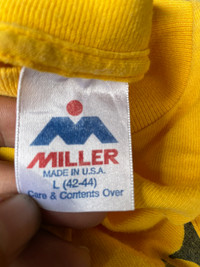 MILLER
MADE IN U.S.A.
L (42-44)
Care & Contents Over